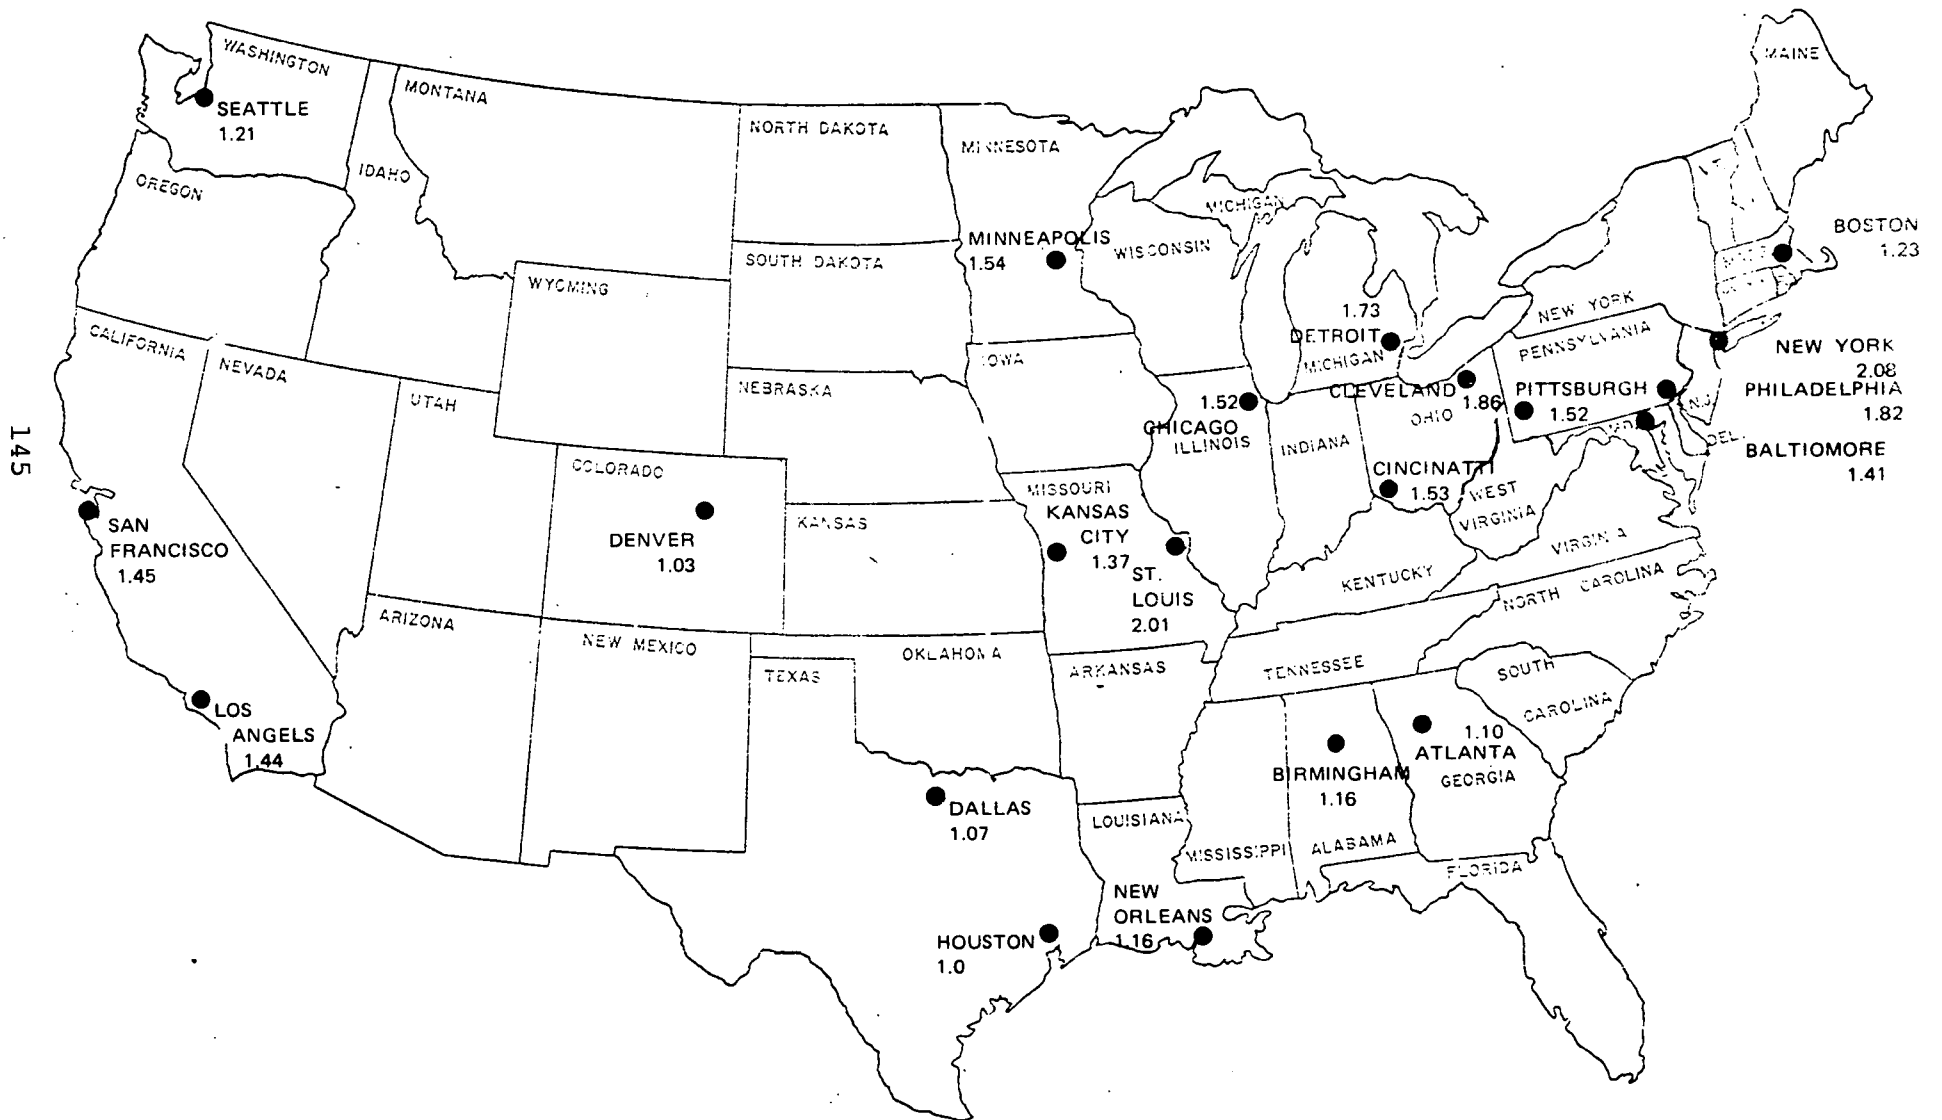 WASHINGTON
SEATTLE
1.21
MONTANA
NORTH DAKOTA
MINNESOTA
MAINE
OREGON
IDAHO
MICHIGAN
MINNEAPOLIS
1.54
WISCONSIN
SOUTH DAKOTA
WYOMING
BOSTON
1.23
CALIFORNIA
NEVADA
UTAH
NEBRASKA
IOWA
1.73
DETROIT
MICHIGAN
NEW YORK
PENNSYLVANIA
NEW YORK
2.08
PHILADELPHIA
1.82
CLEVELAND
1.86
OHIO
PITTSBURGH
1.52
N.J.
MD.
DEL.
BALTIOMORE
1.41
1.52
CHICAGO
ILLINOIS
INDIANA
CINCINATTI
1.53
WEST
VIRGINIA
VIRGINIA
145
SAN
FRANCISCO
1.45
COLORADO
DENVER
1.03
KANSAS
MISSOURI
KANSAS
CITY
1.37
ST.
LOUIS
2.01
KENTUCKY
NORTH CAROLINA
ARIZONA
NEW MEXICO
OKLAHOMA
TEXAS
ARKANSAS
TENNESSEE
SOUTH
CAROLINA
LOS
ANGELS
1.44
1.10
ATLANTA
GEORGIA
BIRMINGHAM
1.16
DALLAS
1.07
LOUISIANA
MISSISSIPPI
ALABAMA
FLORIDA
NEW
ORLEANS
1.16
HOUSTON
1.0